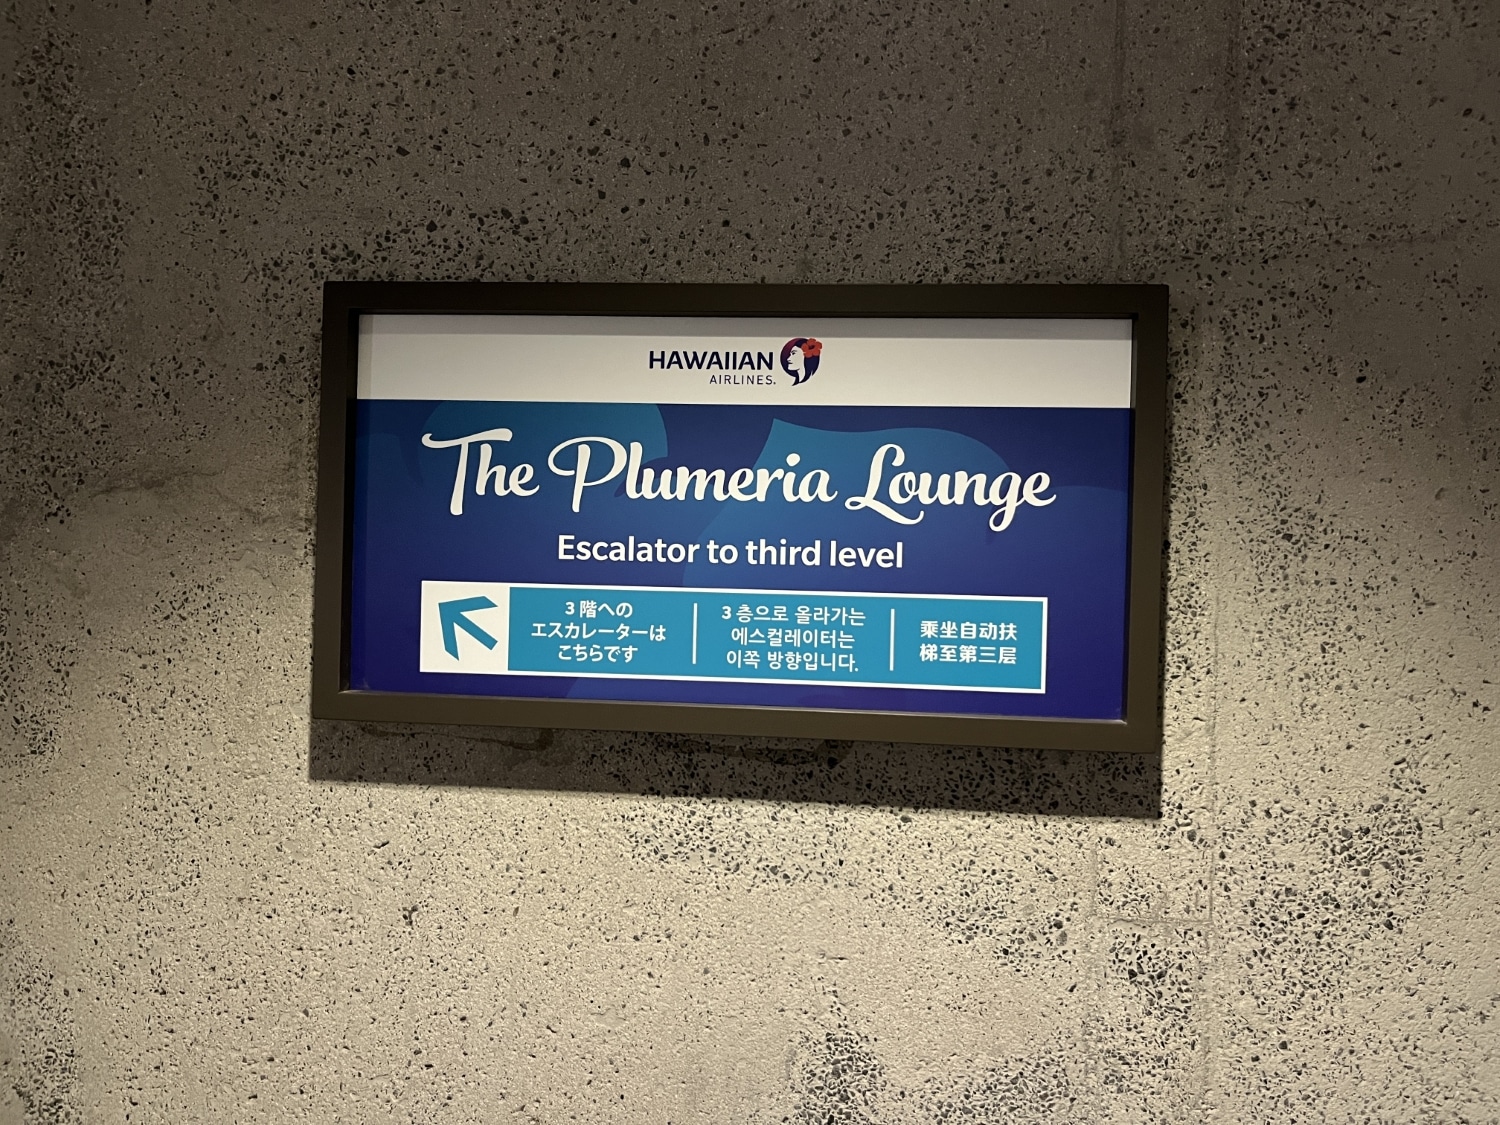 HAWAIIAN
AIRLINES.
The Plumeria Lounge
Escalator to third level
3 階への
エスカレーターは
こちらです
3 층으로 올라가는
에스컬레이터는
이쪽 방향입니다.
乘坐自动扶
梯至第三层